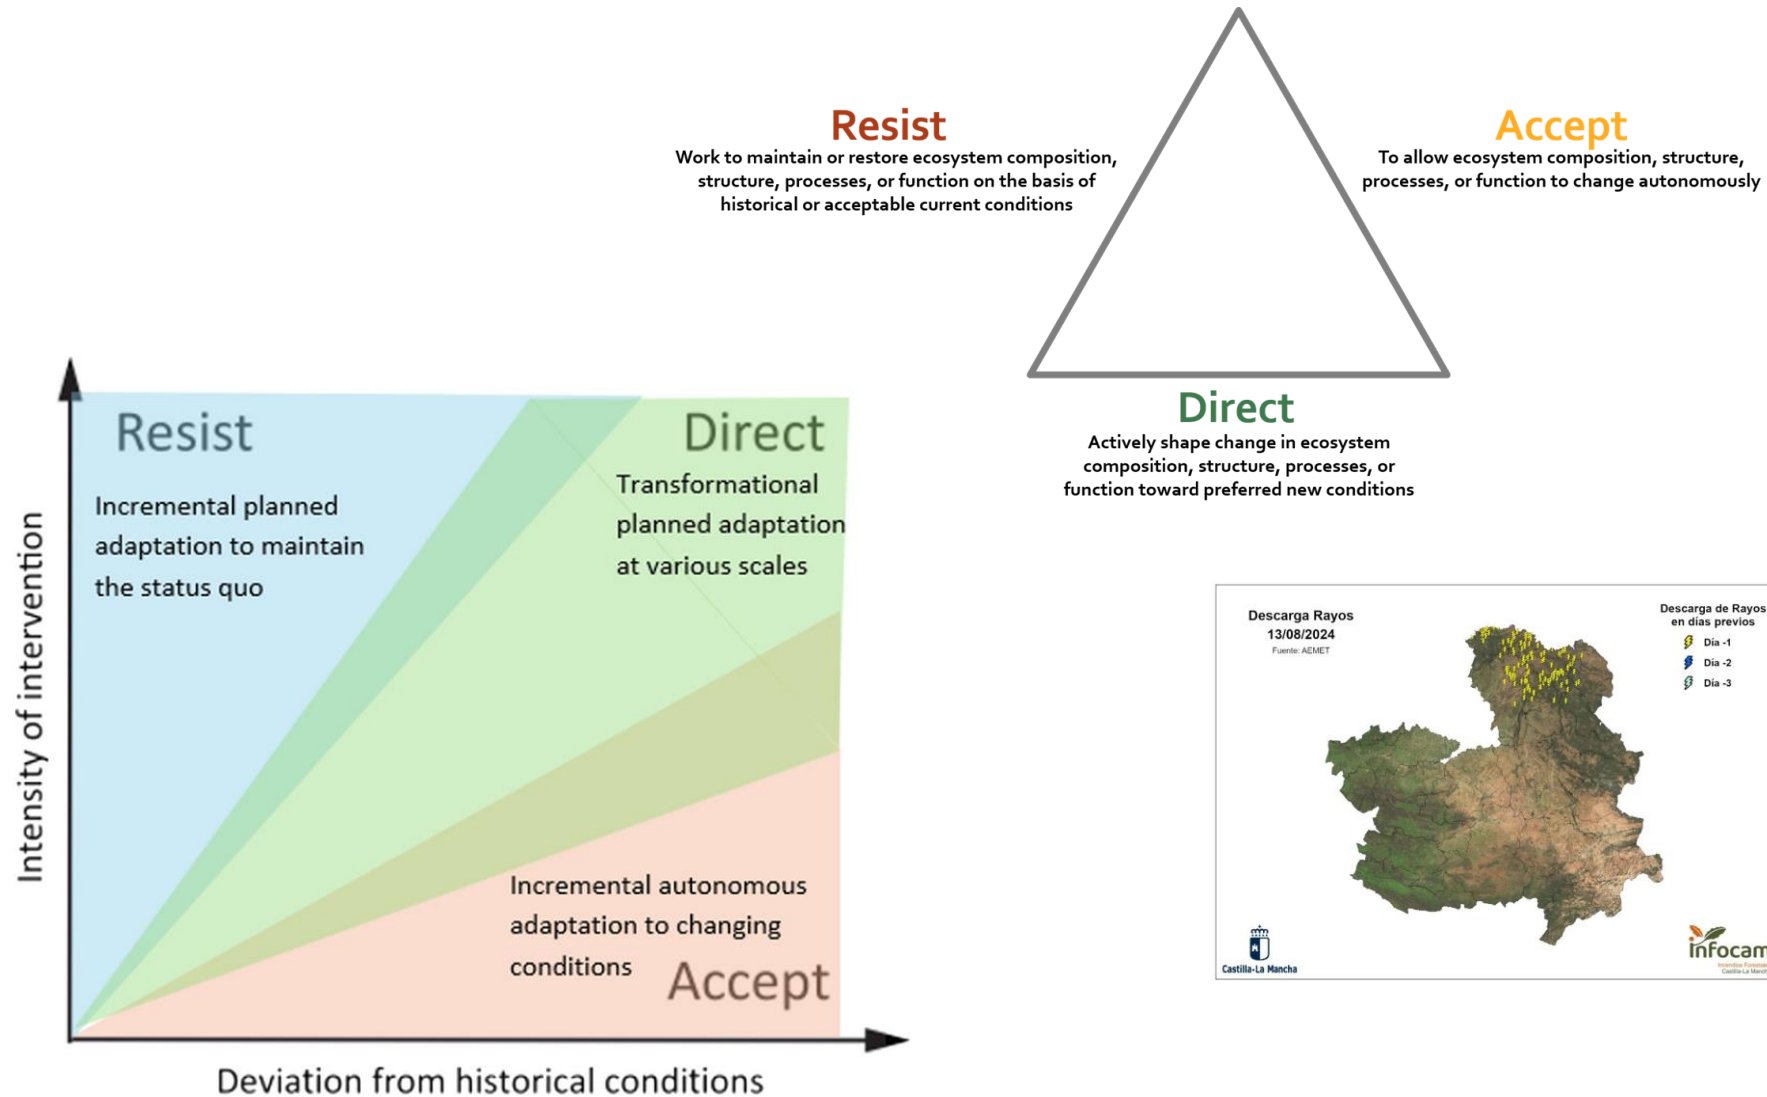 Resist
Work to maintain or restore ecosystem composition,
structure, processes, or function on the basis of
historical or acceptable current conditions
Accept
To allow ecosystem composition, structure,
processes, or function to change autonomously
Direct
Actively shape change in ecosystem
composition, structure, processes, or
function toward preferred new conditions
Intensity of intervention
Resist
Incremental planned
adaptation to maintain
the status quo
Direct
Transformational
planned adaptation
at various scales
Incremental autonomous
adaptation to changing
conditions
Accept
Deviation from historical conditions
Descarga Rayos
13/08/2024
Fuente: AEMET
Descarga de Rayos
en días previos
Día -1
Día -2
Día -3
Castilla-La Mancha
infocam